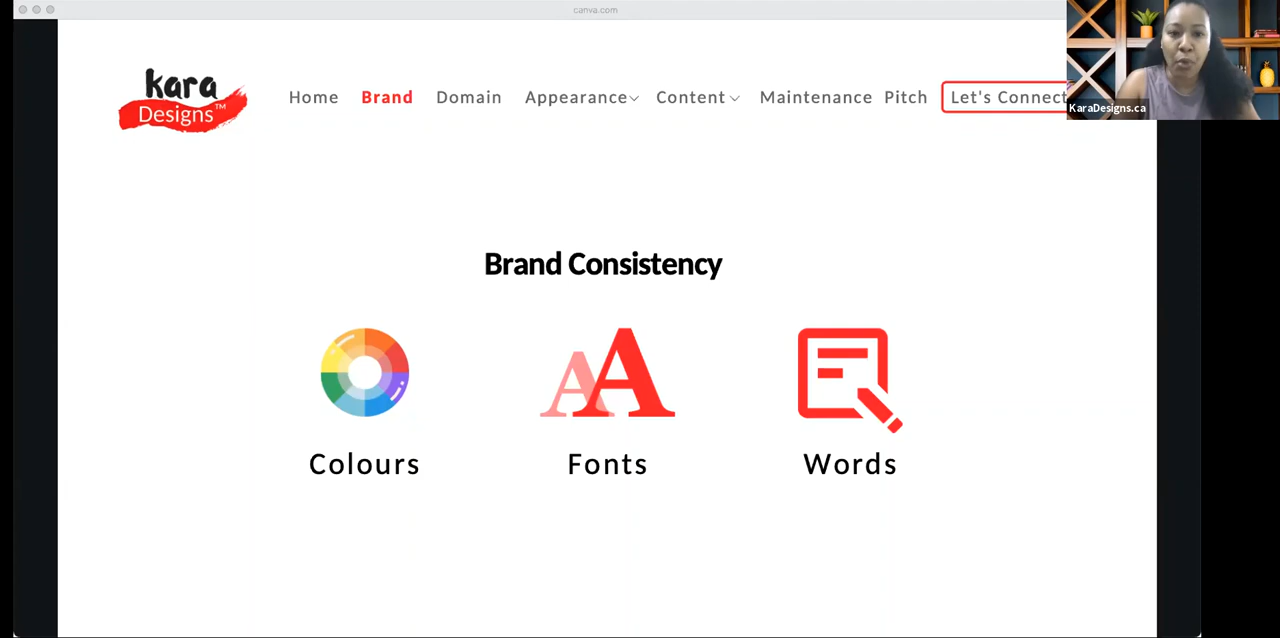 canva.com
kara
Designs™
Home Brand Domain Appearance Content Maintenance Pitch Let's Connect
KaraDesigns.ca
Brand Consistency
Colours Fonts Words